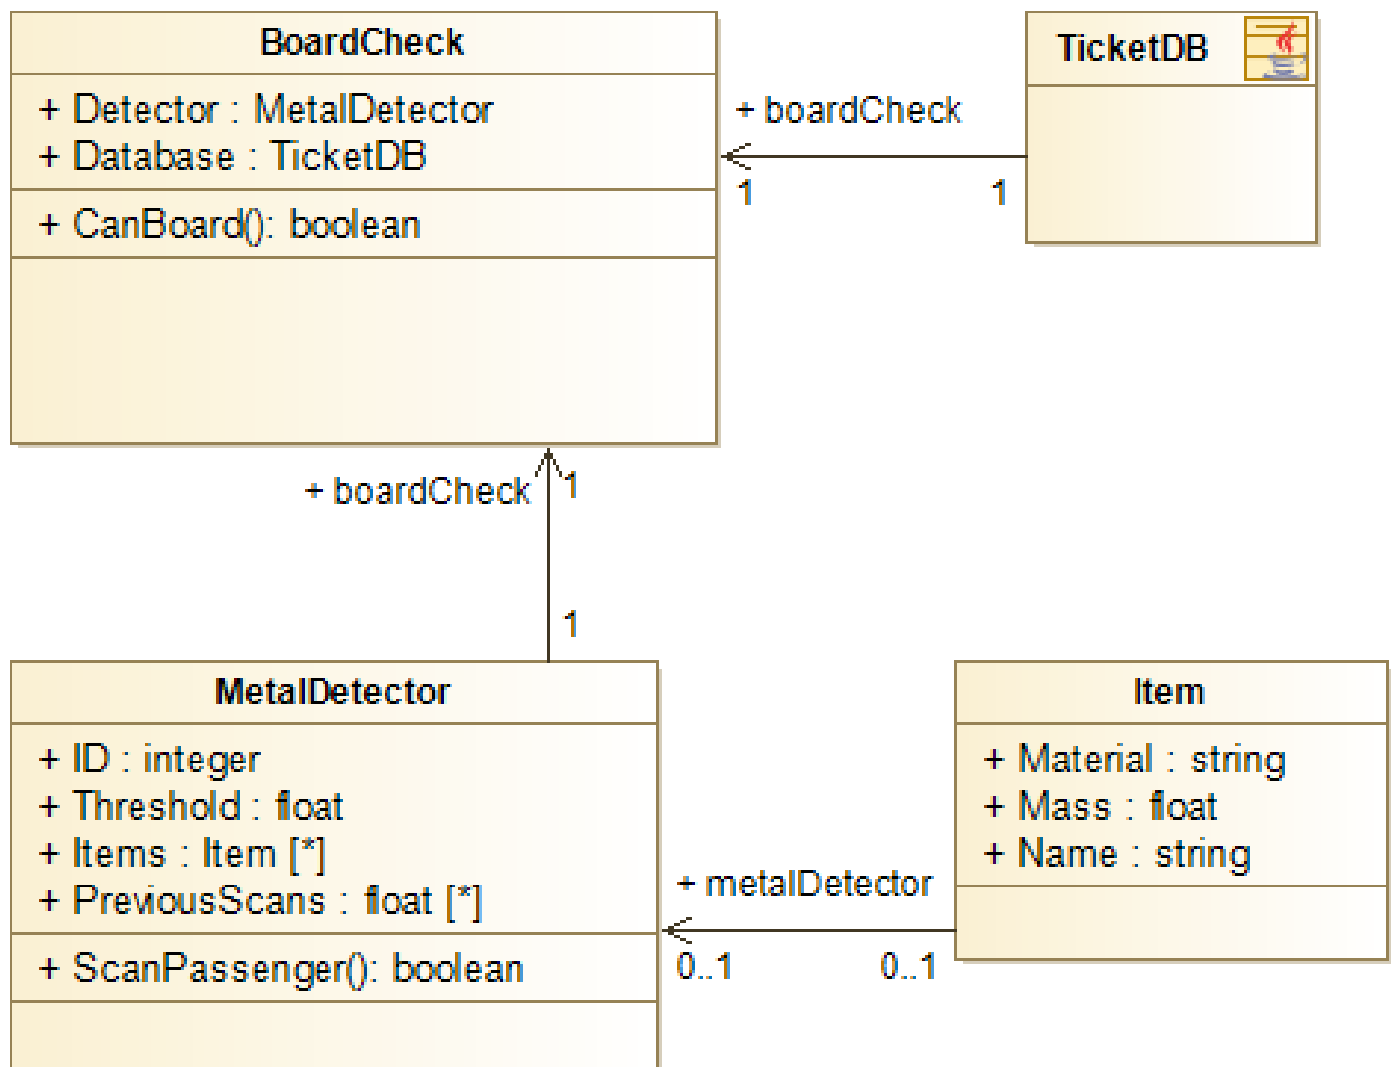 BoardCheck
+ Detector : MetalDetector
+ Database : TicketDB
+ CanBoard(): boolean
TicketDB
+ boardCheck
1
1
+ boardCheck
1
1
MetalDetector
+ ID : integer
+ Threshold : float
+ Items : Item [*]
+ PreviousScans : float [*]
+ ScanPassenger(): boolean
+ metalDetector
0..1
0..1
Item
+ Material : string
+ Mass : float
+ Name : string